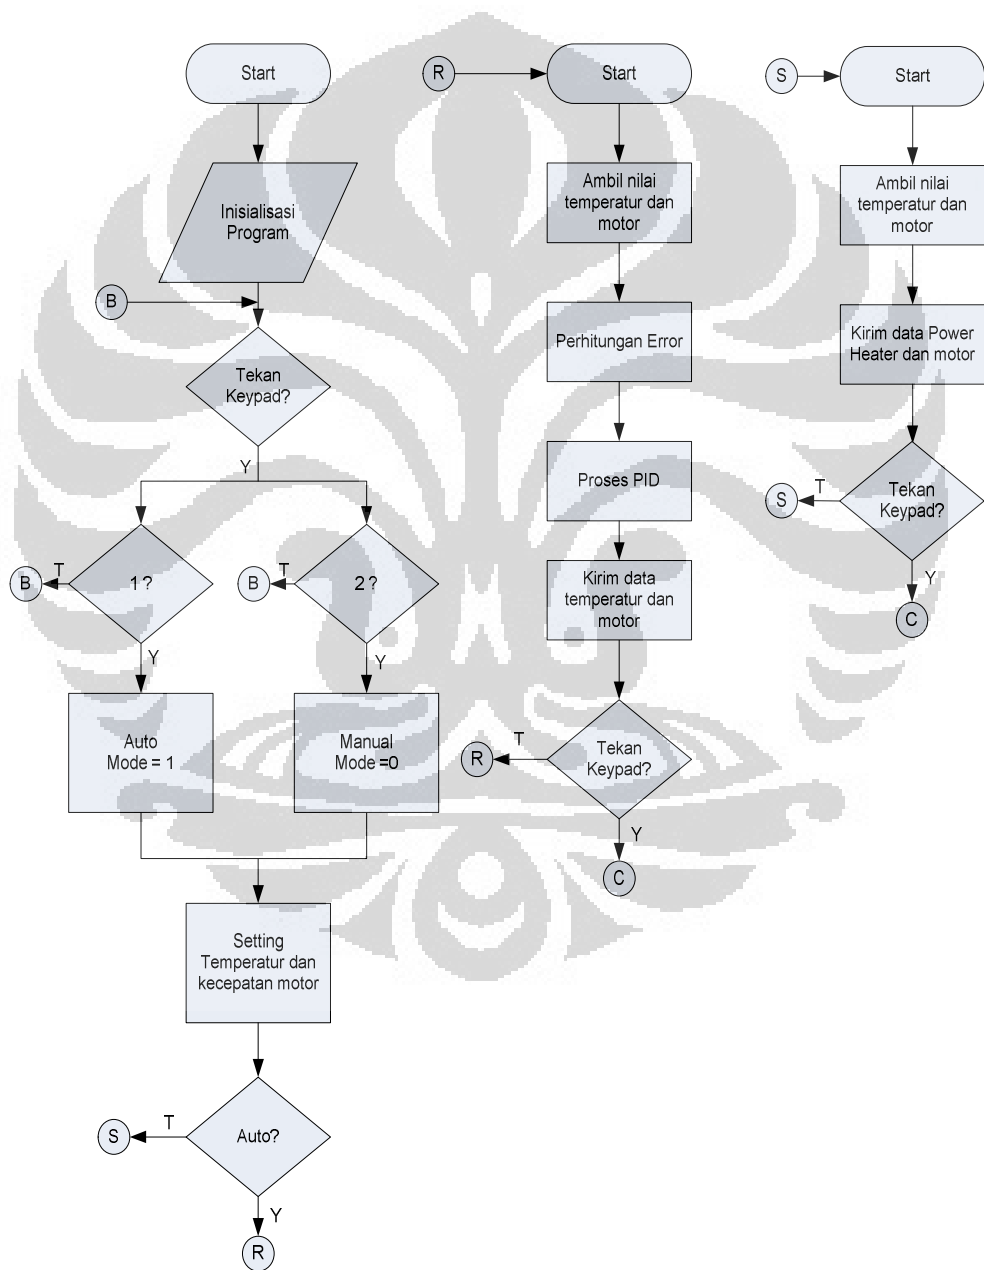 Start
Inisialisasi
Program
B
Tekan
Keypad?
Y
T
B
1?
Y
T
B
2?
Y
Auto
Mode = 1
Manual
Mode =0
Setting
Temperatur dan
kecepatan motor
T
S
Auto?
Y
R
R
Start
Ambil nilai
temperatur dan
motor
Perhitungan Error
Proses PID
Kirim data
temperatur dan
motor
T
R
Tekan
Keypad?
Y
C
S
Start
Ambil nilai
temperatur dan
motor
Kirim data Power
Heater dan motor
T
S
Tekan
Keypad?
Y
C